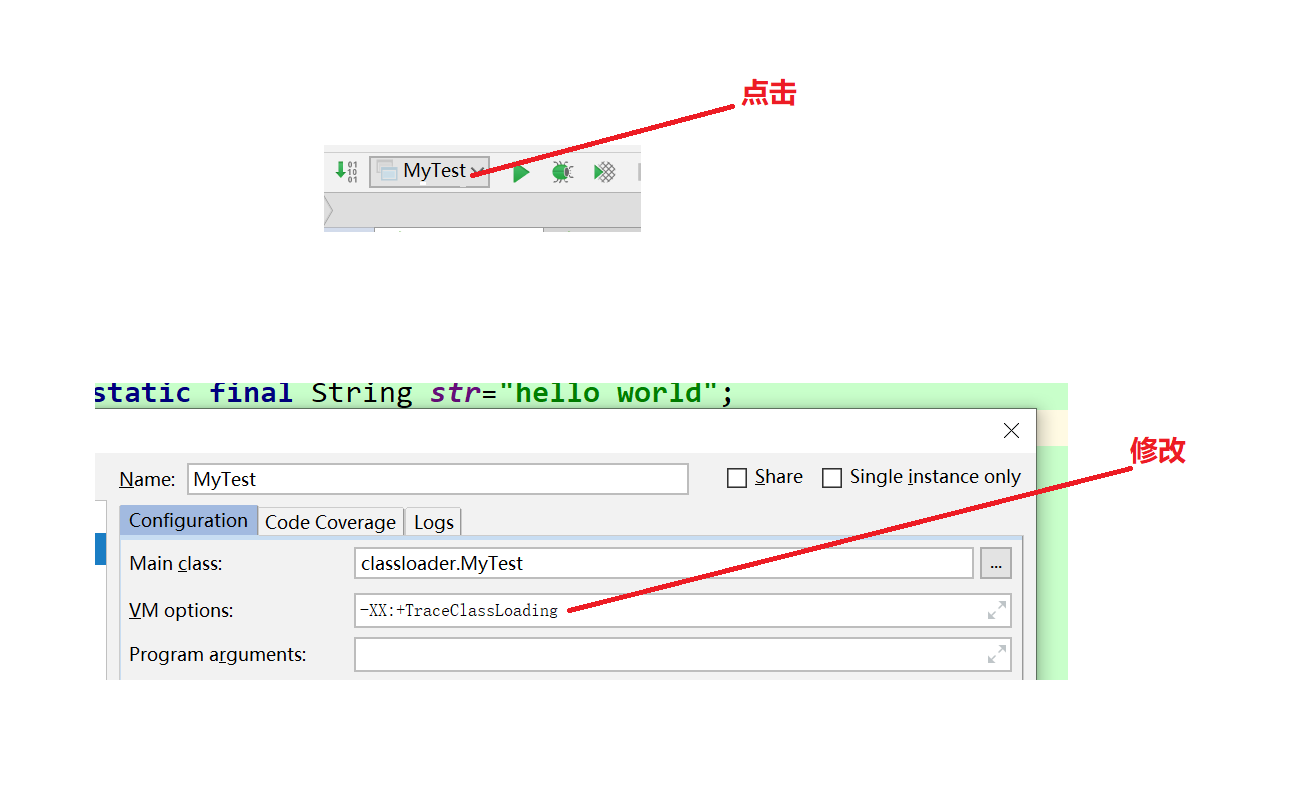 点击
MyTest
static final String str="hello world";
修改
Name: MyTest Share Single instance only
Configuration Code Coverage Logs
Main class: classloader.MyTest ...
VM options: -XX:+TraceClassLoading
Program arguments: